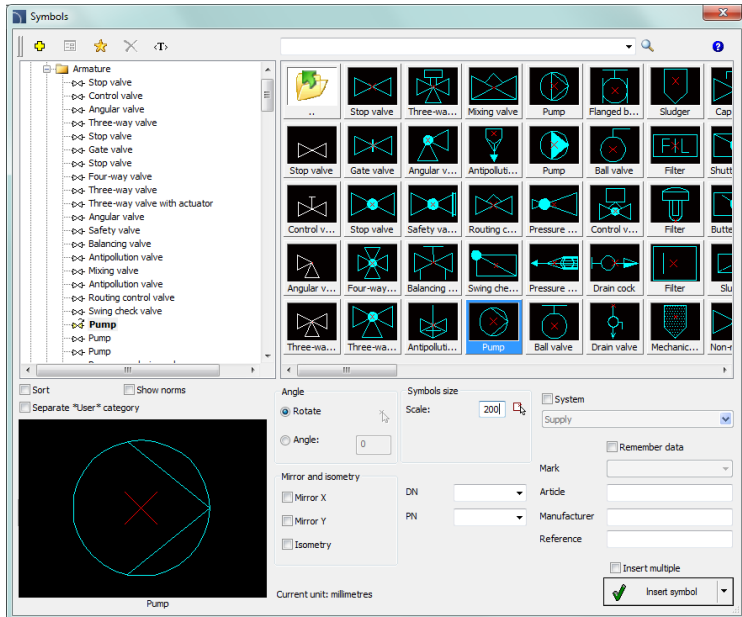 Symbols
<T>
Armature
Stop valve
Control valve
Angular valve
Three-way valve
Stop valve
Gate valve
Stop valve
Four-way valve
Three-way valve
Three-way valve with actuator
Angular valve
Safety valve
Balancing valve
Antipollution valve
Mixing valve
Antipollution valve
Routing control valve
Swing check valve
Pump
Pump
Pump
..
Stop valve
Three-wa...
Mixing valve
Pump
Flanged b...
Sludger
Cap
Stop valve
Gate valve
Angular v...
Antipolluti...
Pump
Ball valve
F L
Filter
Shutt
Control v...
Stop valve
Safety va...
Routing c...
Pressure ...
Control v...
Filter
Butte
Angular v...
Four-way...
Balancing ...
Swing che...
Pressure ...
Drain cock
Filter
Slu
Three-wa...
Three-wa...
Antipolluti...
Pump
Ball valve
Drain valve
Mechanic...
Non-r
Sort
Show norms
Separate *User* category
Pump
Angle
Rotate
Angle:
0
Mirror and isometry
Mirror X
Mirror Y
Isometry
Current unit: milimetres
Symbols size
Scale:
200
DN
PN
System
Supply
Remember data
Mark
Article
Manufacturer
Reference
Insert multiple
Insert symbol